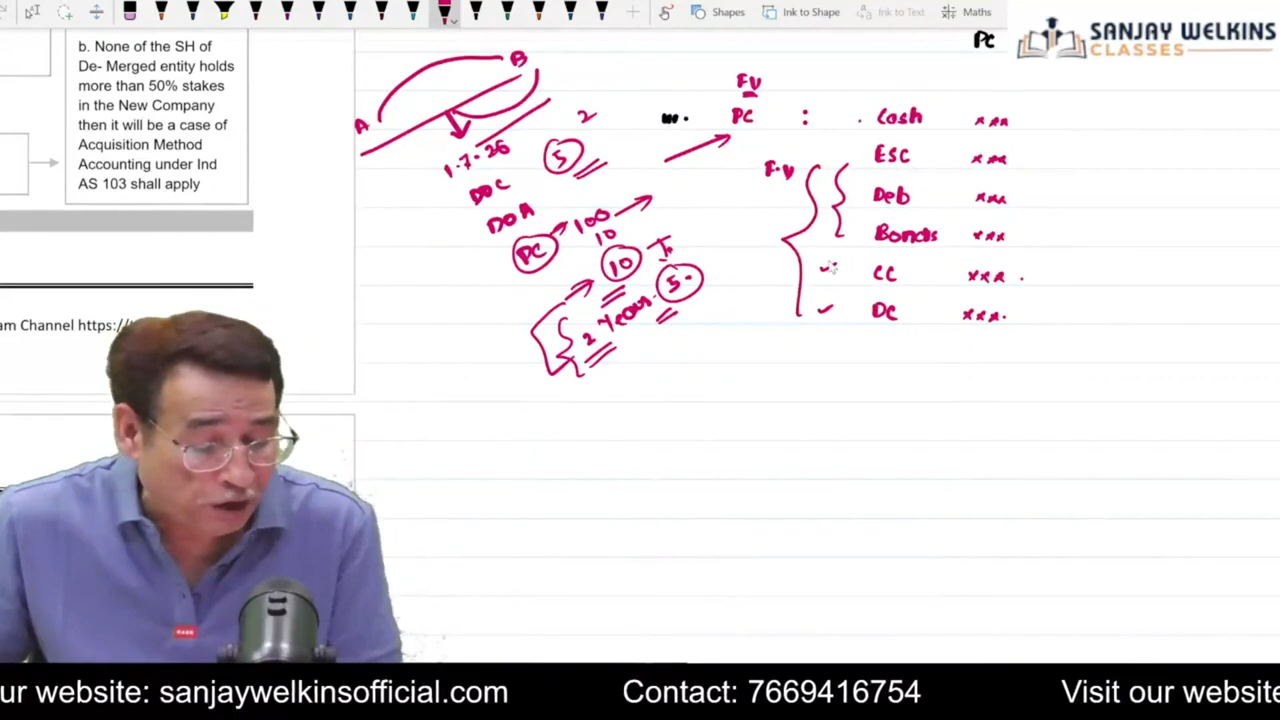 Shapes
Ink to Shape
Ink to Text
Maths
SANJAY WELKINS
CLASSES
PC
b. None of the SH of
De- Merged entity holds
more than 50% stakes
in the New Company
then it will be a case of
Acquisition Method
Accounting under Ind
AS 103 shall apply
am Channel https://t
A
B
1.7.26
DOC
DOA
PC
100
10
10
2 Years.
5
2
5
FV
PC : Cash xxx
F.V
Esc xxx
Deb xxx
Bonds xxx
CC xxx.
DC xxx.
ur website: sanjaywelkinsofficial.com
Contact: 7669416754
Visit our website